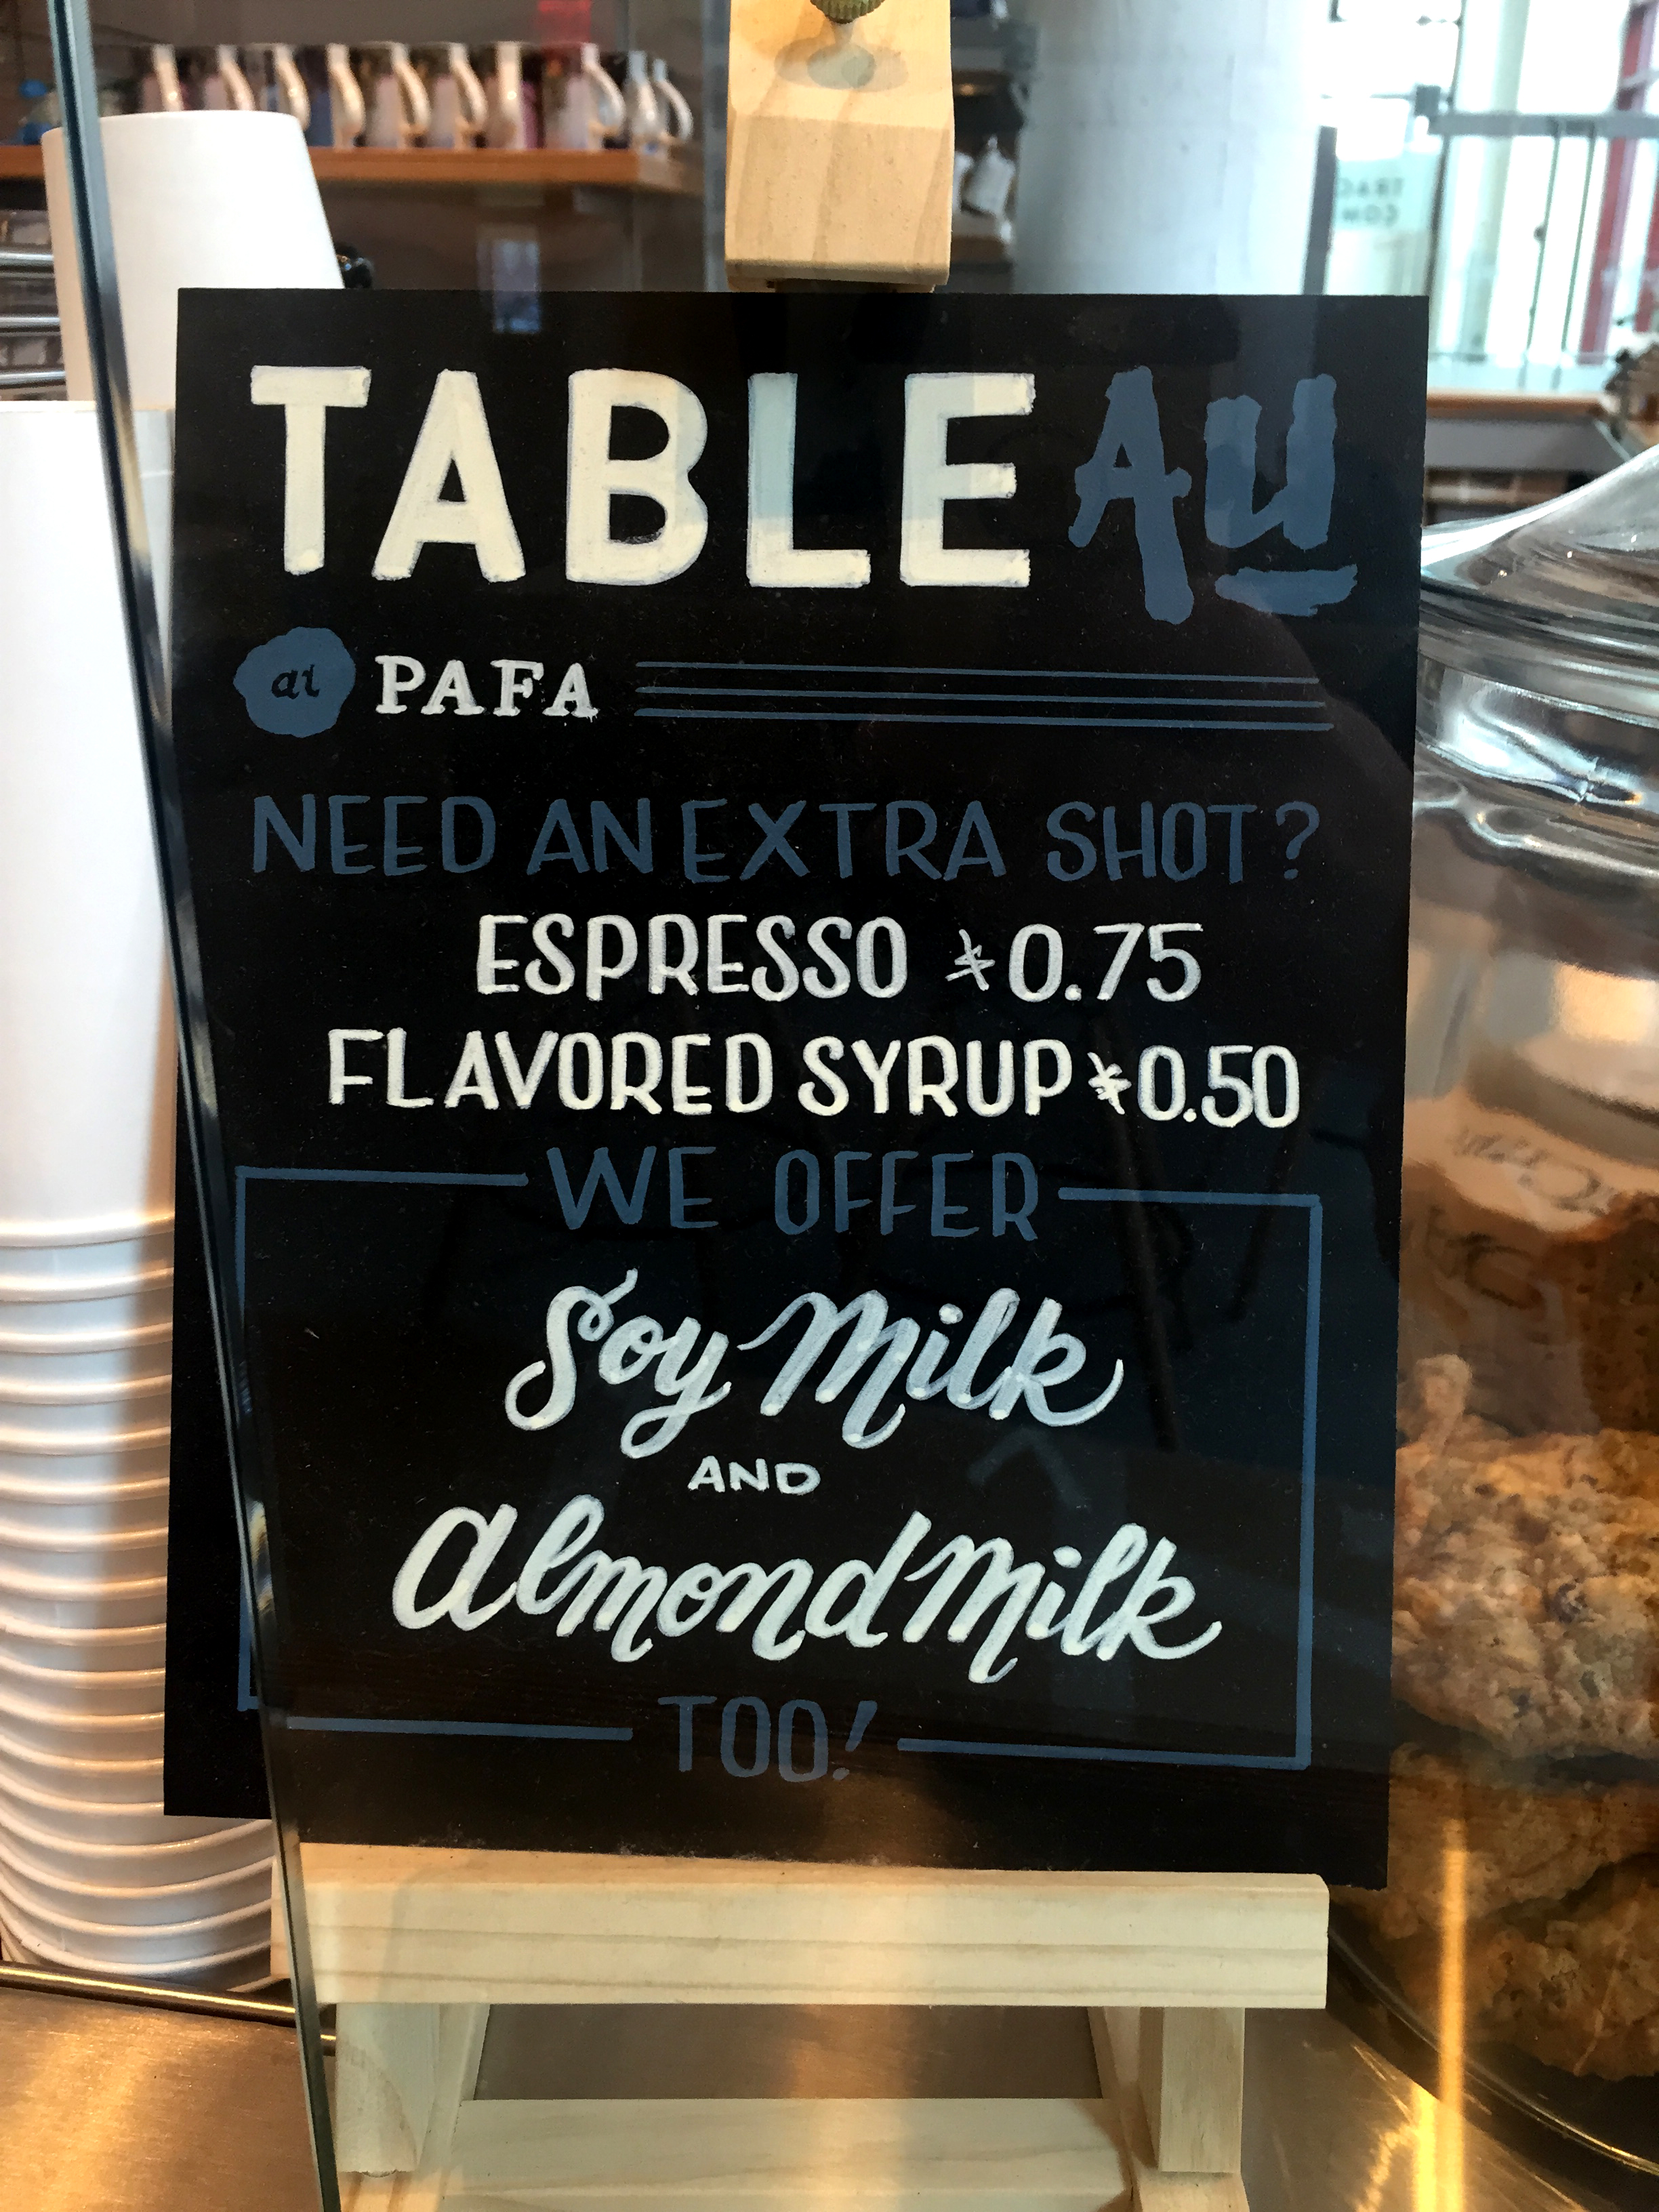 TABLEAU
at PAFA
NEED AN EXTRA SHOT?
ESPRESSO $0.75
FLAVORED SYRUP $0.50
WE OFFER
Soy Milk
AND
Almond Milk
TOO!